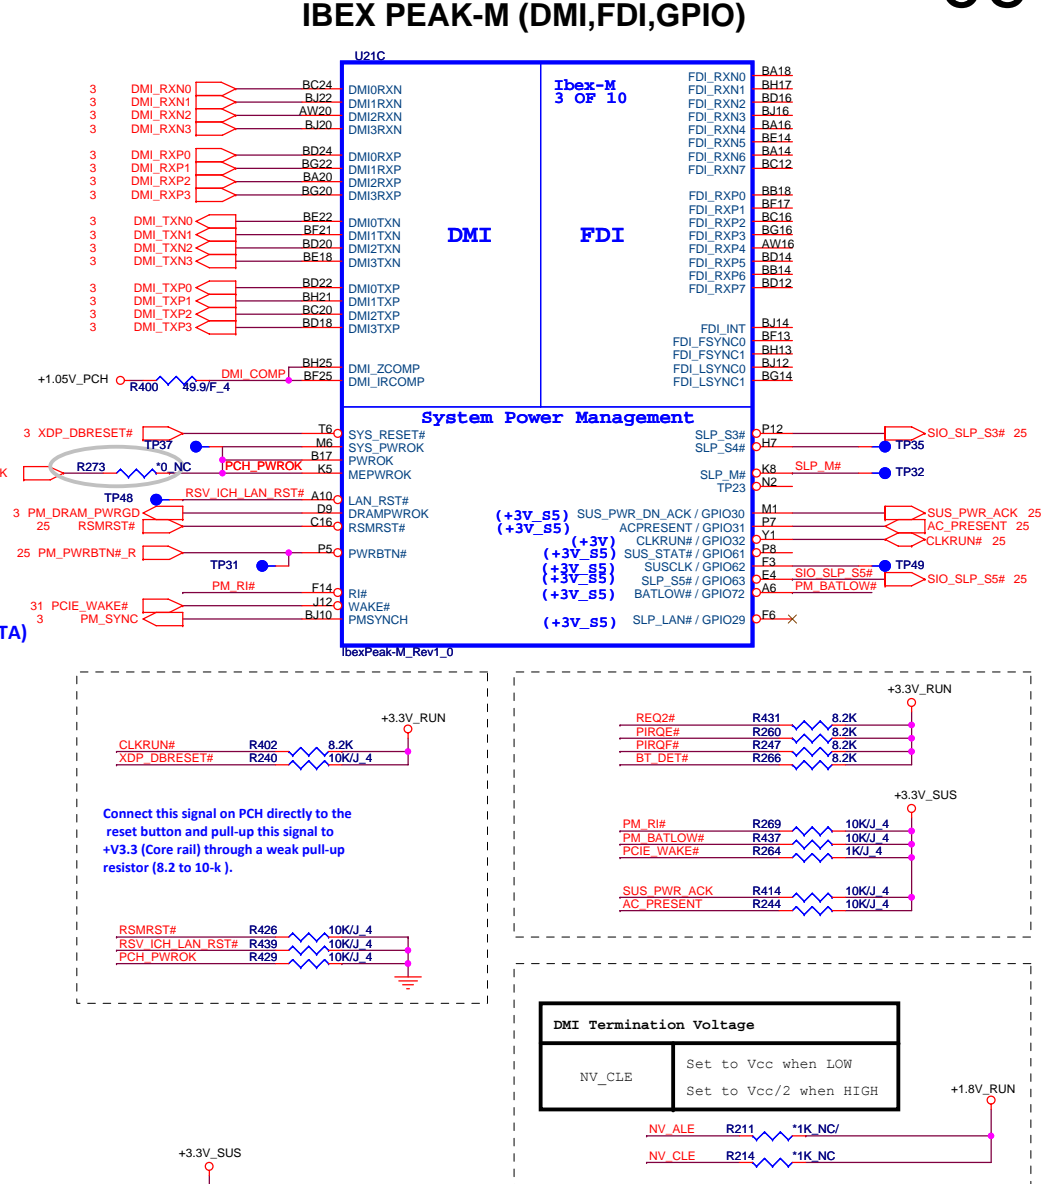 IBEX PEAK-M (DMI,FDI,GPIO)
U21C
Ibex-M
3 OF 10
DMI
FDI
3 DMI_RXN0 BC24 DMI0RXN
3 DMI_RXN1 BJ22 DMI1RXN
3 DMI_RXN2 AW20 DMI2RXN
3 DMI_RXN3 BJ20 DMI3RXN
3 DMI_RXP0 BD24 DMI0RXP
3 DMI_RXP1 BG22 DMI1RXP
3 DMI_RXP2 BA20 DMI2RXP
3 DMI_RXP3 BG20 DMI3RXP
3 DMI_TXN0 BE22 DMI0TXN
3 DMI_TXN1 BF21 DMI1TXN
3 DMI_TXN2 BD20 DMI2TXN
3 DMI_TXN3 BE18 DMI3TXN
3 DMI_TXP0 BD22 DMI0TXP
3 DMI_TXP1 BH21 DMI1TXP
3 DMI_TXP2 BC20 DMI2TXP
3 DMI_TXP3 BD18 DMI3TXP
+1.05V_PCH R400 49.9/F_4 DMI_COMP BH25 DMI_ZCOMP
BF25 DMI_IRCOMP
FDI_RXN0 BA18
FDI_RXN1 BH17
FDI_RXN2 BD16
FDI_RXN3 BJ16
FDI_RXN4 BA16
FDI_RXN5 BE14
FDI_RXN6 BA14
FDI_RXN7 BC12
FDI_RXP0 BB18
FDI_RXP1 BF17
FDI_RXP2 BC16
FDI_RXP3 BG16
FDI_RXP4 AW16
FDI_RXP5 BD14
FDI_RXP6 BB14
FDI_RXP7 BD12
FDI_INT BJ14
FDI_FSYNC0 BF13
FDI_FSYNC1 BH13
FDI_LSYNC0 BJ12
FDI_LSYNC1 BG14
System Power Management
3 XDP_DBRESET# T6 SYS_RESET#
TP37 M6 SYS_PWROK
B17 PWROK
K R273 *0_NC PCH_PWROK K5 MEPWROK
TP48 RSV_ICH_LAN_RST# A10 LAN_RST#
3 PM_DRAM_PWRGD D9 DRAMPWROK
25 RSMRST# C16 RSMRST#
25 PM_PWRBTN#_R P5 PWRBTN#
TP31
PM_RI# F14 RI#
31 PCIE_WAKE# J12 WAKE#
3 PM_SYNC BJ10 PMSYNCH
TA)
SLP_S3# P12 SIO_SLP_S3# 25
SLP_S4# H7 TP35
SLP_M# K8 SLP_M# TP32
TP23 N2
(+3V_S5) SUS_PWR_DN_ACK / GPIO30 M1 SUS_PWR_ACK 25
(+3V_S5) ACPRESENT / GPIO31 P7 AC_PRESENT 25
(+3V) CLKRUN# / GPIO32 Y1 CLKRUN# 25
(+3V_S5) SUS_STAT# / GPIO61 P8
(+3V_S5) SUSCLK / GPIO62 F3 TP49
(+3V_S5) SLP_S5# / GPIO63 E4 SIO_SLP_S5# SIO_SLP_S5# 25
(+3V_S5) BATLOW# / GPIO72 A6 PM_BATLOW#
(+3V_S5) SLP_LAN# / GPIO29 F6
IbexPeak-M_Rev1_0
+3.3V_RUN
CLKRUN# R402 8.2K
XDP_DBRESET# R240 10K/J_4
Connect this signal on PCH directly to the
reset button and pull-up this signal to
+V3.3 (Core rail) through a weak pull-up
resistor (8.2 to 10-k ).
RSMRST# R426 10K/J_4
RSV_ICH_LAN_RST# R439 10K/J_4
PCH_PWROK R429 10K/J_4
+3.3V_RUN
REQ2# R431 8.2K
PIRQE# R260 8.2K
PIRQF# R247 8.2K
BT_DET# R266 8.2K
+3.3V_SUS
PM_RI# R269 10K/J_4
PM_BATLOW# R437 10K/J_4
PCIE_WAKE# R264 1K/J_4
SUS_PWR_ACK R414 10K/J_4
AC_PRESENT R244 10K/J_4
DMI Termination Voltage
NV_CLE
Set to Vcc when LOW
Set to Vcc/2 when HIGH
+1.8V_RUN
NV_ALE R211 *1K_NC/
NV_CLE R214 *1K_NC
+3.3V_SUS